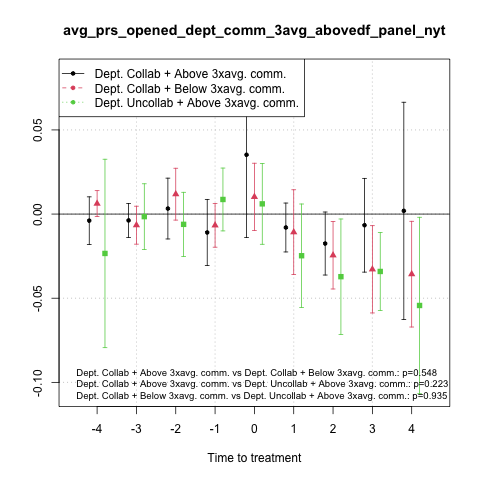 avg_prs_opened_dept_comm_3avg_abovedf_panel_nyt
Dept. Collab + Above 3xavg. comm.
Dept. Collab + Below 3xavg. comm.
Dept. Uncollab + Above 3xavg. comm.
0.05
0.00
-0.05
-0.10
Dept. Collab + Above 3xavg. comm. vs Dept. Collab + Below 3xavg. comm.: p=0.548
Dept. Collab + Above 3xavg. comm. vs Dept. Uncollab + Above 3xavg. comm.: p=0.223
Dept. Collab + Below 3xavg. comm. vs Dept. Uncollab + Above 3xavg. comm.: p=0.935
-4 -3 -2 -1 0 1 2 3 4
Time to treatment